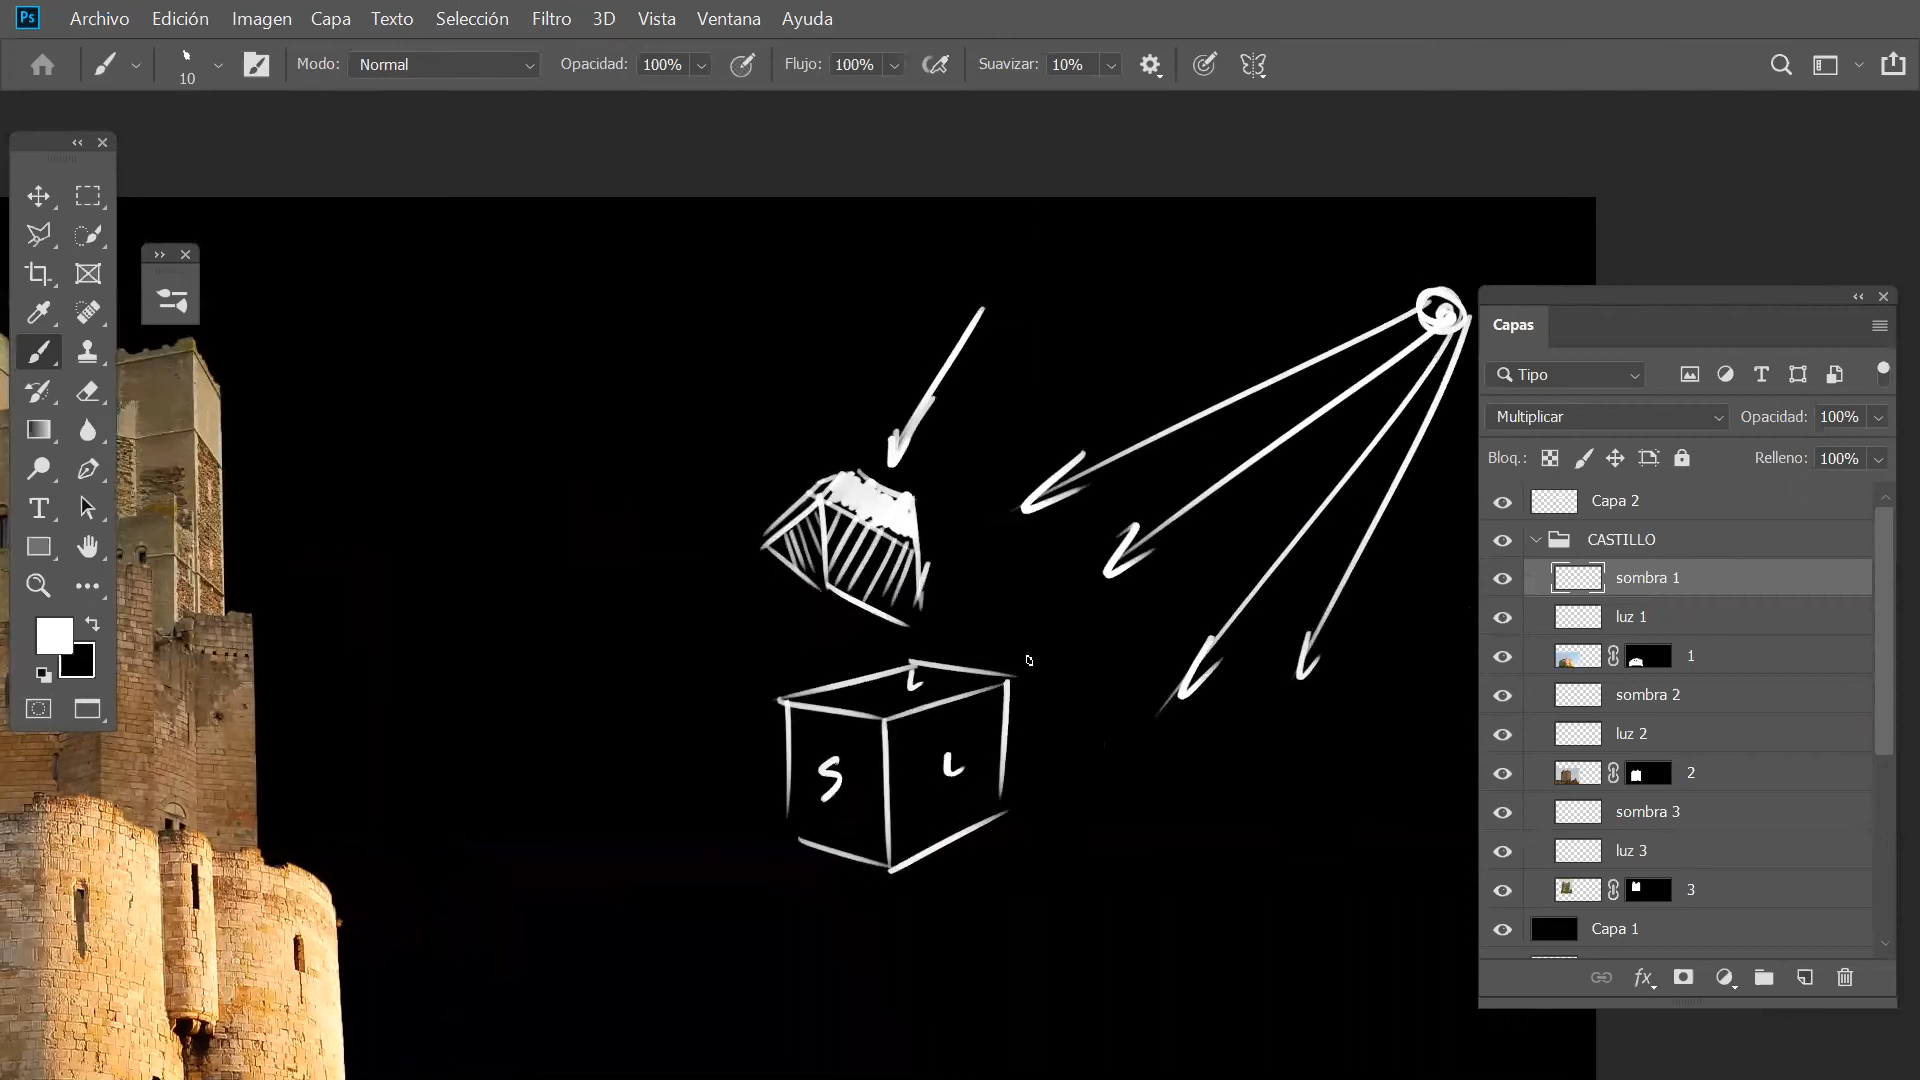 Ps Archivo Edición Imagen Capa Texto Selección Filtro 3D Vista Ventana Ayuda
10 Modo: Normal Opacidad: 100% Flujo: 100% Suavizar: 10%
Capas
Tipo
Multiplicar Opacidad: 100%
Bloq.: Relleno: 100%
Capa 2
CASTILLO
sombra 1
luz 1
1
sombra 2
luz 2
2
sombra 3
luz 3
3
Capa 1
L
S L